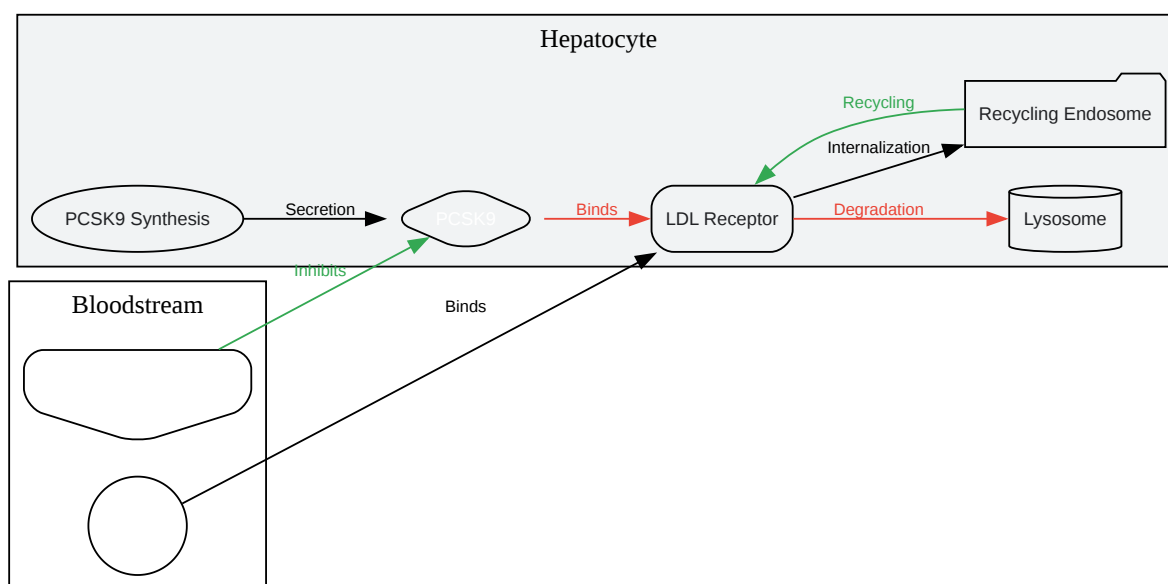 Hepatocyte
Recycling
Recycling Endosome
Internalization
PCSK9 Synthesis
Secretion
PCSK9
Binds
LDL Receptor
Degradation
Lysosome
Inhibits
Bloodstream
Binds